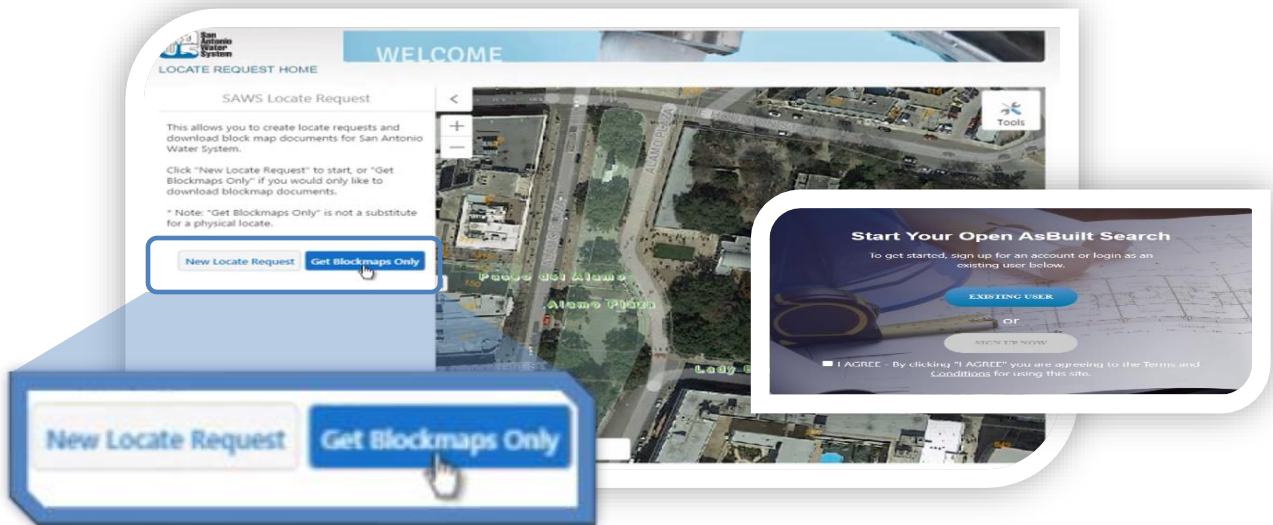 San
Antonio
Water
System
LOCATE REQUEST HOME
WELCOME
SAWS Locate Request
<
This allows you to create locate requests and
download block map documents for San Antonio
Water System.
Click "New Locate Request" to start, or "Get
Blockmaps Only" if you would only like to
download blockmap documents.
* Note: "Get Blockmaps Only" is not a substitute
for a physical locate.
New Locate Request Get Blockmaps Only
+
−
Tools
ALAMO PLAZA
Paseo del Alamo
Alamo Plaza
Lady
Start Your Open AsBuilt Search
To get started, sign up for an account or login as an
existing user below.
EXISTING USER
or
SIGN UP NOW
I AGREE - By clicking "I AGREE" you are agreeing to the Terms and
Conditions for using this site.
New Locate Request Get Blockmaps Only